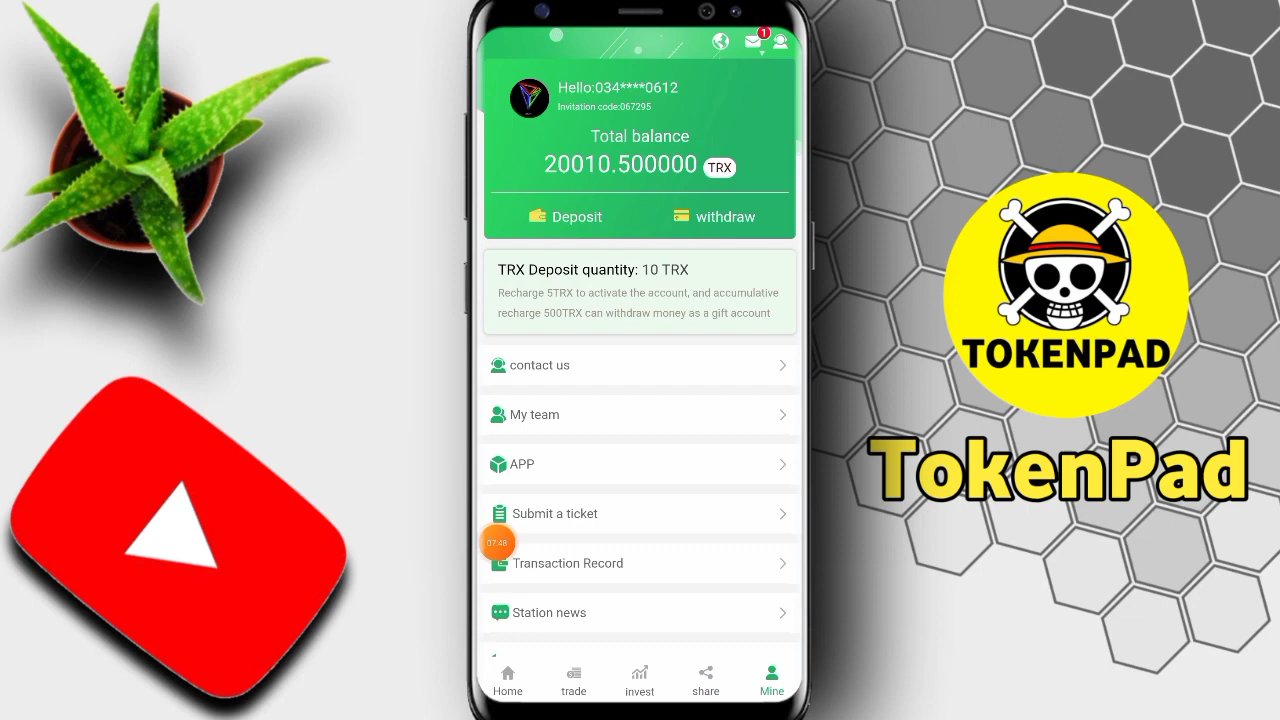 1
Hello:034****0612
Invitation code:067295
Total balance
20010.500000 TRX
Deposit
withdraw
TRX Deposit quantity: 10 TRX
Recharge 5TRX to activate the account, and accumulative
recharge 500TRX can withdraw money as a gift account
contact us
My team
APP
Submit a ticket
07:48
Transaction Record
Station news
Home
trade
invest
share
Mine
TOKENPAD
TokenPad